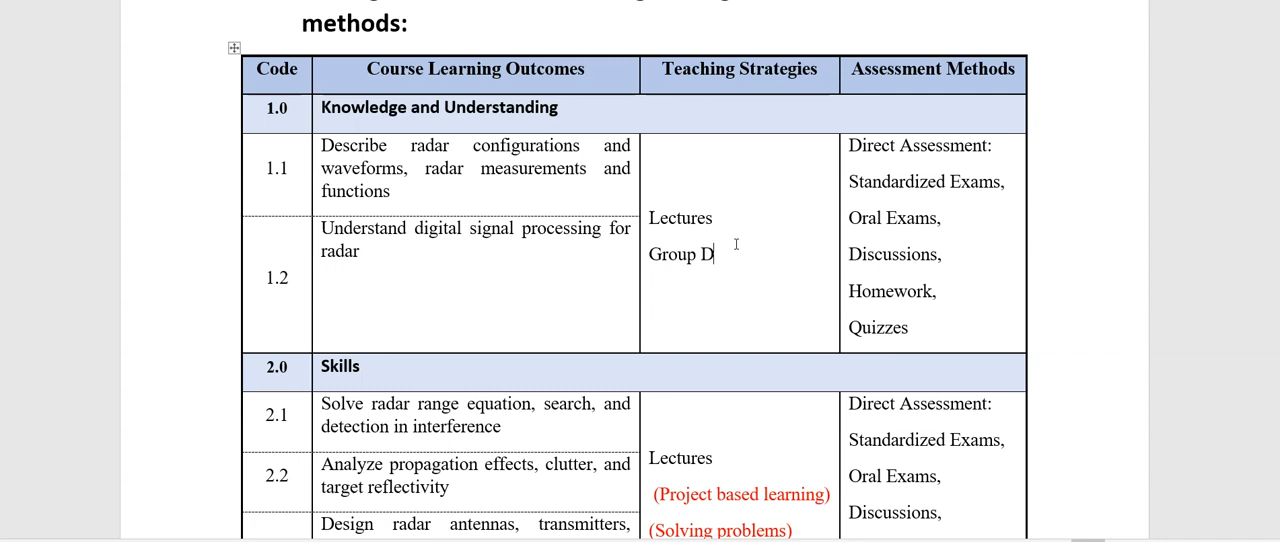 methods:
Code Course Learning Outcomes Teaching Strategies Assessment Methods
1.0 Knowledge and Understanding
1.1
Describe radar configurations and
waveforms, radar measurements and
functions
1.2
Understand digital signal processing for
radar
Lectures
Group D
Direct Assessment:
Standardized Exams,
Oral Exams,
Discussions,
Homework,
Quizzes
2.0 Skills
2.1
Solve radar range equation, search, and
detection in interference
2.2
Analyze propagation effects, clutter, and
target reflectivity
Design radar antennas, transmitters,
Lectures
(Project based learning)
(Solving problems)
Direct Assessment:
Standardized Exams,
Oral Exams,
Discussions,